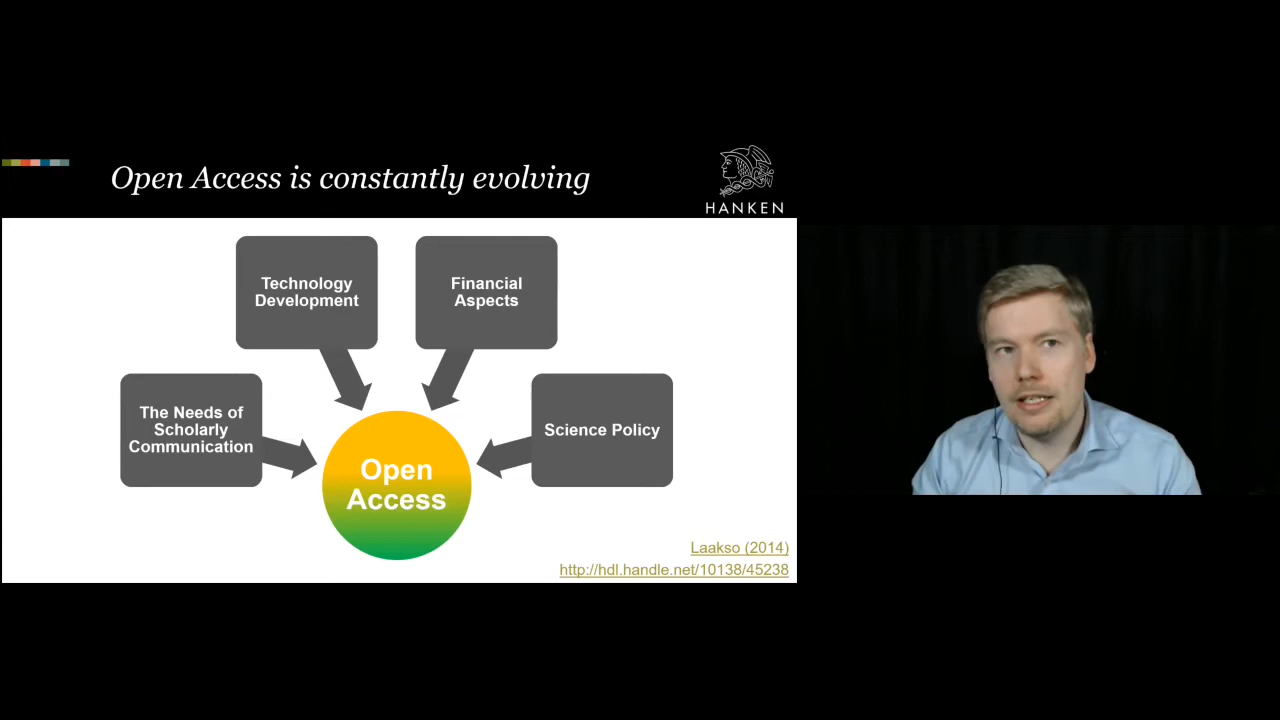 Open Access is constantly evolving
HANKEN
Technology
Development
Financial
Aspects
The Needs of
Scholarly
Communication
Science Policy
Open
Access
Laakso (2014)
http://hdl.handle.net/10138/45238